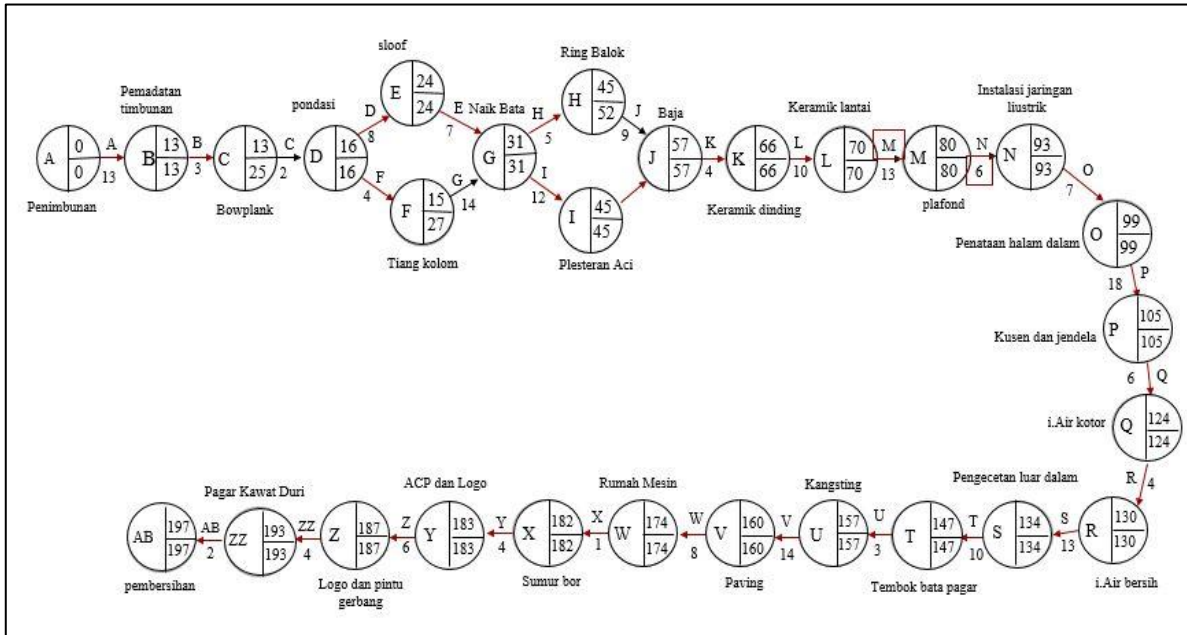 sloof
Ring Balok
Pemadatan
timbunan
pondasi
D
8
E 24 24
E
7
Naik Bata
H
5
H 45 52
J
9
Baja
Keramik lantai
Instalasi jaringan
liustrik
A 0 0
A
13
B 13 13
B
3
C 13 25
C
2
D 16 16
F
4
F 15 27
G
14
G 31 31
I
12
I 45 45
J 57 57
K
4
K 66 66
L
10
L 70 70
M
13
M 80 80
N
6
N 93 93
O
7
Penimbunan
Bowplank
Tiang kolom
Plesteran Aci
Keramik dinding
plafond
Penataan halam dalam
O 99 99
P
18
Kusen dan jendela
P 105 105
6
Q
i.Air kotor
Q 124 124
R
4
Pagar Kawat Duri
ACP dan Logo
Rumah Mesin
Kangsting
Pengecetan luar dalam
AB 197 197
AB
2
ZZ 193 193
ZZ
4
Z 187 187
Z
6
Y 183 183
Y
4
X 182 182
X
1
W 174 174
W
8
V 160 160
V
14
U 157 157
U
3
T 147 147
T
10
S 134 134
S
13
R 130 130
pembersihan
Logo dan pintu
gerbang
Sumur bor
Paving
Tembok bata pagar
i.Air bersih